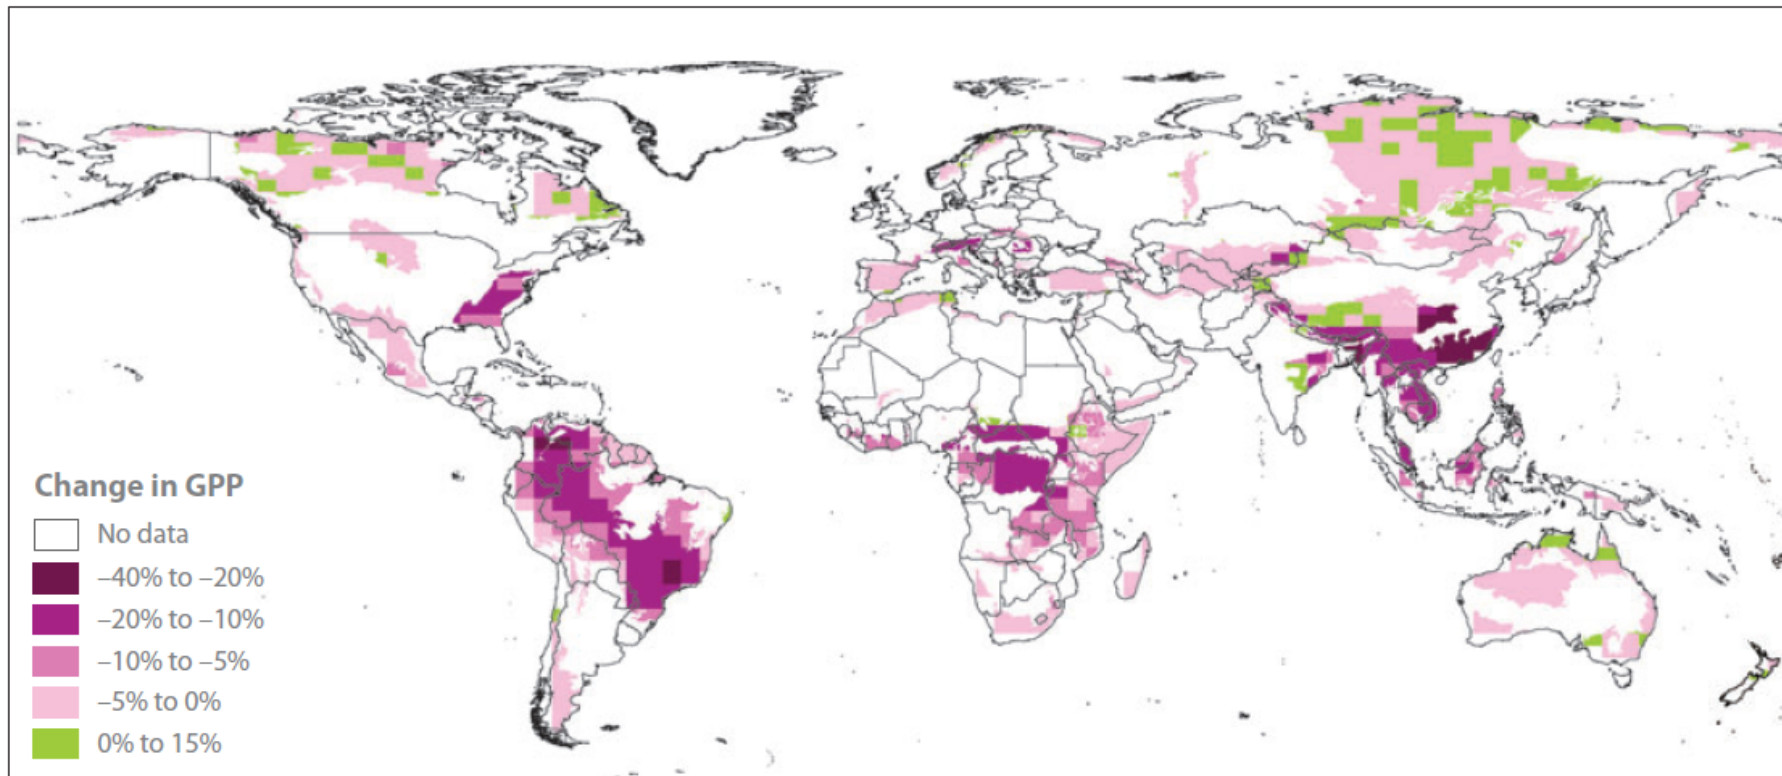 Change in GPP
No data
–40% to –20%
–20% to –10%
–10% to –5%
–5% to 0%
0% to 15%